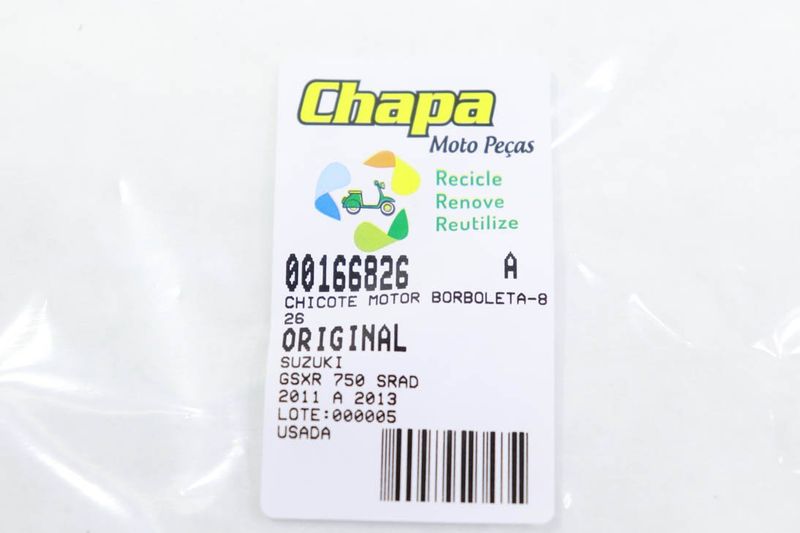 Chapa
Moto Peças
Recicle
Renove
Reutilize
00166826 A
CHICOTE MOTOR BORBOLETA-8
26
ORIGINAL
SUZUKI
GSXR 750 SRAD
2011 A 2013
LOTE:000005
USADA